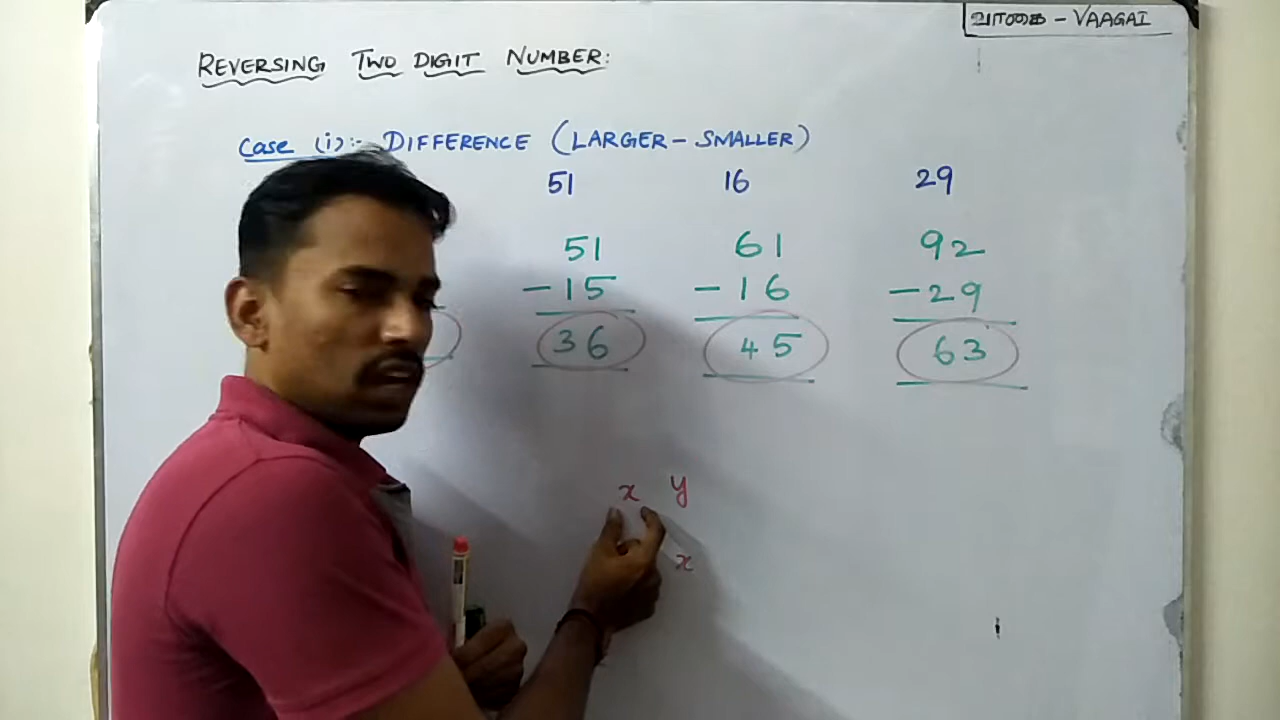 வாகை - VAAGAI
REVERSING TWO DIGIT NUMBER:
Case (i):- DIFFERENCE (LARGER - SMALLER)
51 16 29
51 61 92
-15 -16 -29
36 45 63
x y
x